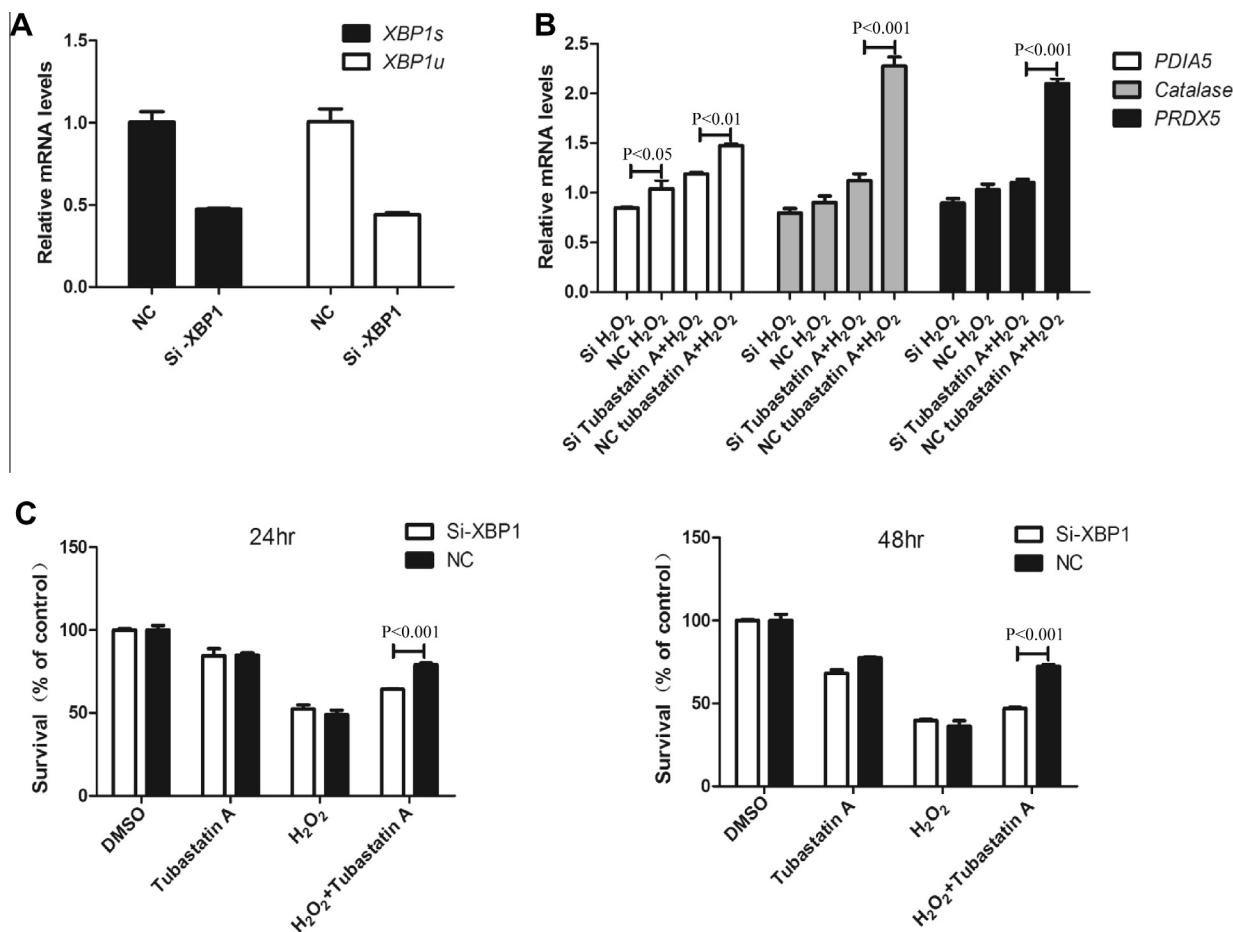 A
Relative mRNA levels
1.5
1.0
0.5
0.0
XBP1s
XBP1u
NC
Si -XBP1
NC
Si -XBP1
B
Relative mRNA levels
2.5
2.0
1.5
1.0
0.5
0.0
P<0.05
P<0.01
P<0.001
P<0.001
PDIA5
Catalase
PRDX5
Si H₂O₂
NC H₂O₂
Si Tubastatin A+H₂O₂
NC tubastatin A+H₂O₂
Si H₂O₂
NC H₂O₂
Si Tubastatin A+H₂O₂
NC tubastatin A+H₂O₂
Si H₂O₂
NC H₂O₂
Si Tubastatin A+H₂O₂
NC tubastatin A+H₂O₂
C
24hr
Si-XBP1
NC
Survival (% of control)
150
100
50
0
P<0.001
DMSO
Tubastatin A
H₂O₂
H₂O₂+Tubastatin A
48hr
Si-XBP1
NC
Survival (% of control)
150
100
50
0
P<0.001
DMSO
Tubastatin A
H₂O₂
H₂O₂+Tubastatin A